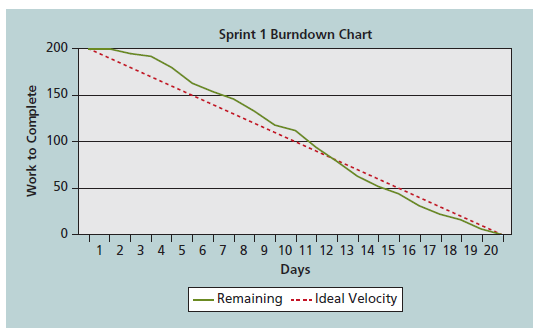 Sprint 1 Burndown Chart
200
150
100
50
0
Work to Complete
1 2 3 4 5 6 7 8 9 10 11 12 13 14 15 16 17 18 19 20
Days
Remaining Ideal Velocity